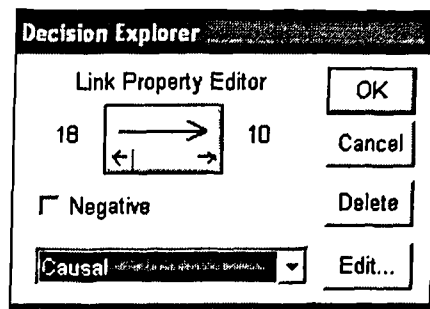 Decision Explorer
Link Property Editor
OK
18 10
Cancel
Negative
Delete
Causal
Edit...